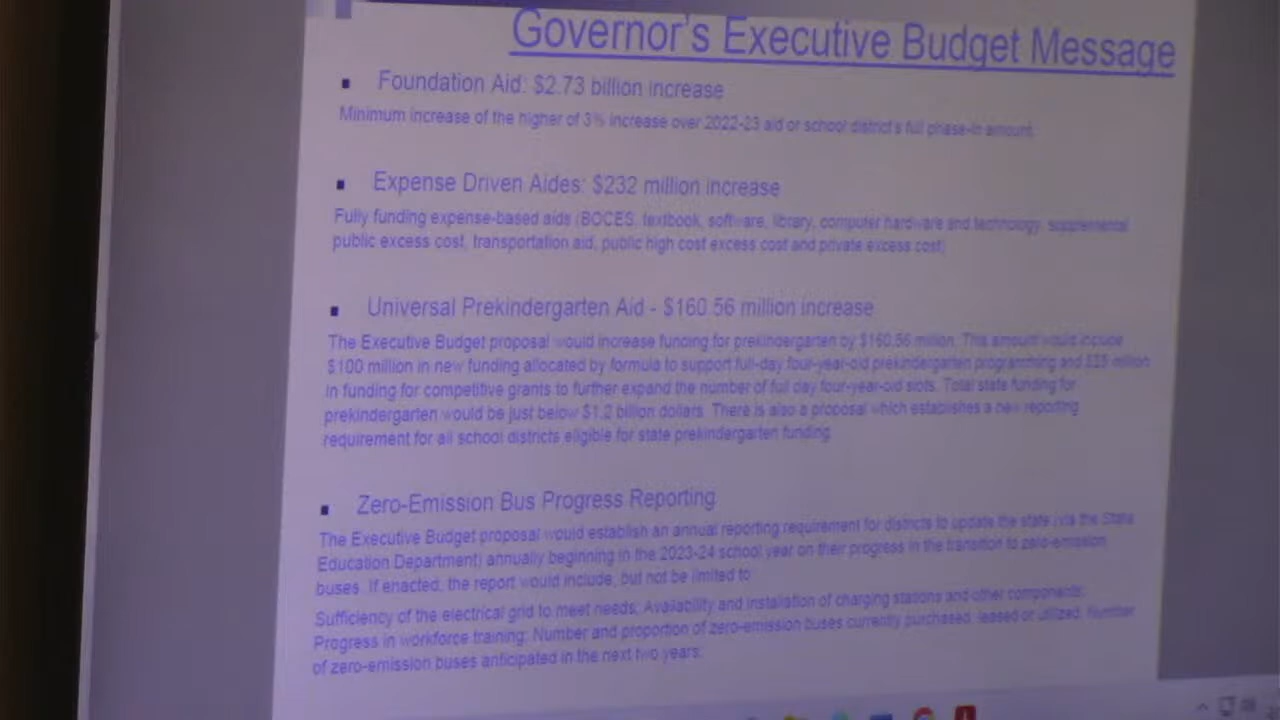 Governor's Executive Budget Message
▪ Foundation Aid: $2.73 billion increase
Minimum increase of the higher of 3% increase over 2022-23 aid or school district's full phase-in amount.
▪ Expense Driven Aides: $232 million increase
Fully funding expense-based aids (BOCES, textbook, software, library, computer hardware and technology, supplemental
public excess cost, transportation aid, public high cost excess cost and private excess cost)
▪ Universal Prekindergarten Aid - $160.56 million increase
The Executive Budget proposal would increase funding for prekindergarten by $160.56 million. This amount would include
$100 million in new funding allocated by formula to support full-day four-year-old prekindergarten programming and million
in funding for competitive grants to further expand the number of full day four-year-old slots. Total state funding for
prekindergarten would be just below $1.2 billion dollars. There is also a proposal which establishes a new reporting
requirement for all school districts eligible for state prekindergarten funding.
▪ Zero-Emission Bus Progress Reporting
The Executive Budget proposal would establish an annual reporting requirement for districts to update the state (via the State
Education Department) annually beginning in the 2023-24 school year on their progress in the transition to zero-emission
buses. If enacted, the report would include, but not be limited to:
Sufficiency of the electrical grid to meet needs; Availability and installation of charging stations and other components;
Progress in workforce training; Number and proportion of zero-emission buses currently purchased, leased or utilized; Number
of zero-emission buses anticipated in the next two years.